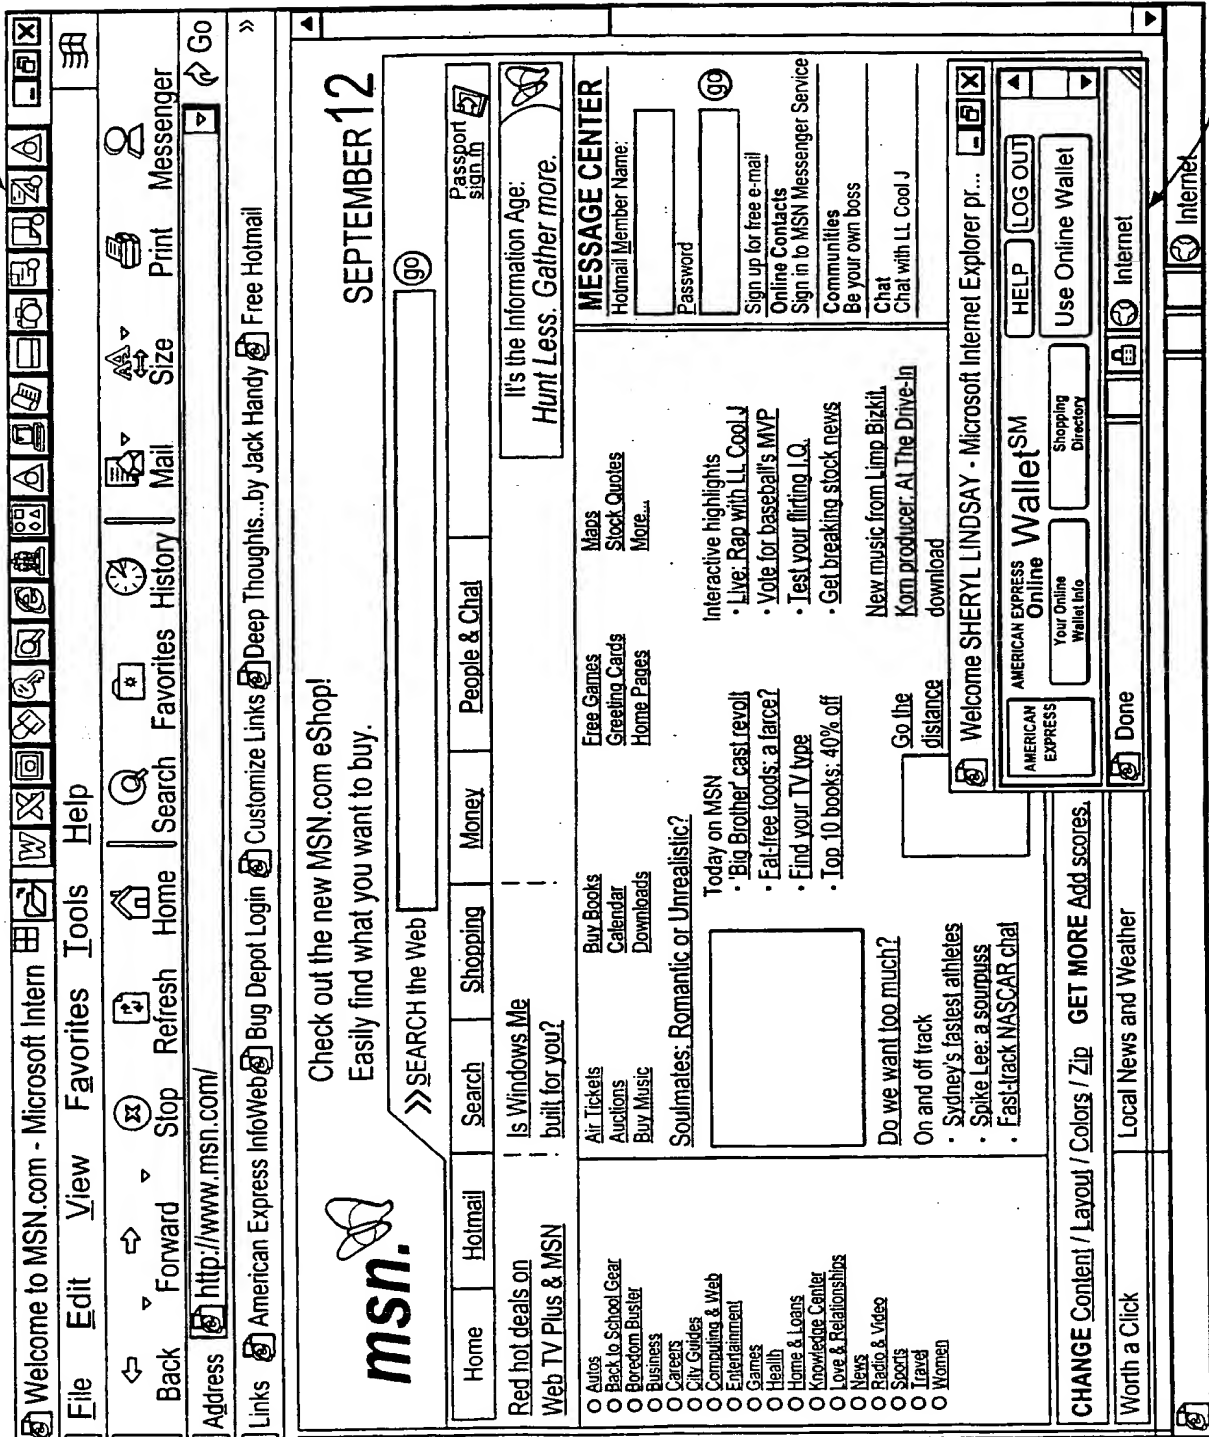 Welcome to MSN.com - Microsoft Intern
File Edit View Favorites Tools Help
Back Forward Stop Refresh Home Search Favorites History Mail Size Print Messenger
Address http://www.msn.com/ Go
Links American Express InfoWeb Bug Depot Login Customize Links Deep Thoughts...by Jack Handy Free Hotmail »
msn.
Check out the new MSN.com eShop!
Easily find what you want to buy.
SEPTEMBER 12
>>SEARCH the Web go
Home Hotmail Search Shopping Money People & Chat Passport sign in
Red hot deals on
Web TV Plus & MSN
Is Windows Me
built for you?
It's the Information Age:
Hunt Less. Gather more.
Autos
Back to School Gear
Boredom Buster
Business
Careers
City Guides
Computing & Web
Entertainment
Games
Health
Home & Loans
Knowledge Center
Love & Relationships
News
Radio & Video
Sports
Travel
Women
Air Tickets Buy Books Free Games Maps
Auctions Calendar Greeting Cards Stock Quotes
Buy Music Downloads Home Pages More...
Soulmates: Romantic or Unrealistic?
Today on MSN
· 'Big Brother' cast revolt
· Fat-free foods: a farce?
· Find your TV type
· Top 10 books: 40% off
Interactive highlights
· Live: Rap with LL Cool J
· Vote for baseball's MVP
· Test your flirting I.Q.
· Get breaking stock news
Do we want too much?
On and off track
· Sydney's fastest athletes
· Spike Lee: a sourpuss
· Fast-track NASCAR chat
Go the
distance
New music from Limp Bizkit,
Korn producer: At The Drive-In
download
MESSAGE CENTER
Hotmail Member Name:
Password
go
Sign up for free e-mail
Online Contacts
Sign in to MSN Messenger Service
Communities
Be your own boss
Chat
Chat with LL Cool J
CHANGE Content / Layout / Colors / Zip GET MORE Add scores.
Worth a Click Local News and Weather
Welcome SHERYL LINDSAY - Microsoft Internet Explorer pr...
AMERICAN EXPRESS
AMERICAN EXPRESS
Online Wallet SM
HELP LOG OUT
Your Online Wallet Info
Shopping Directory
Use Online Wallet
Done Internet
Internet